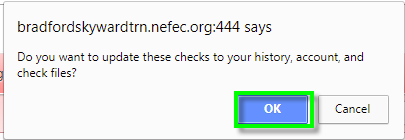 bradfordskywardtrn.nefec.org:444 says
Do you want to update these checks to your history, account, and
check files?
OK Cancel